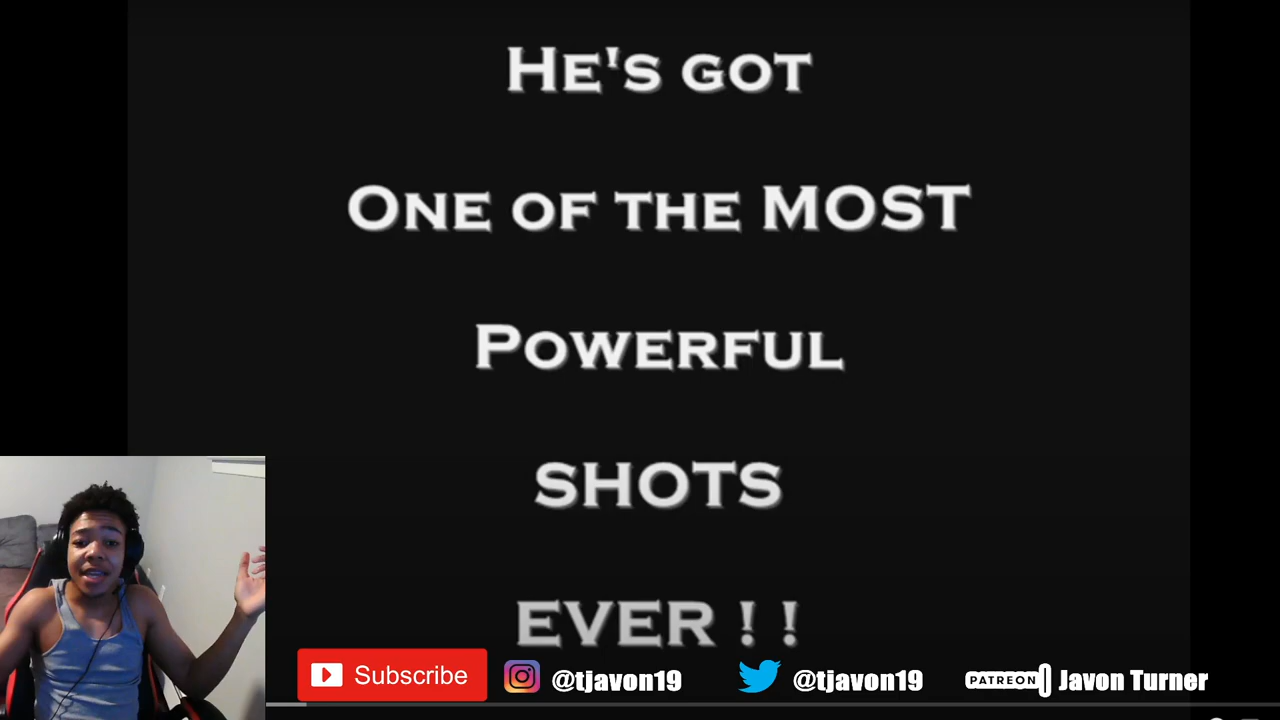 He's got
One of the MOST
Powerful
SHOTS
EVER ! !
Subscribe
@tjavon19
@tjavon19
PATREON
Javon Turner